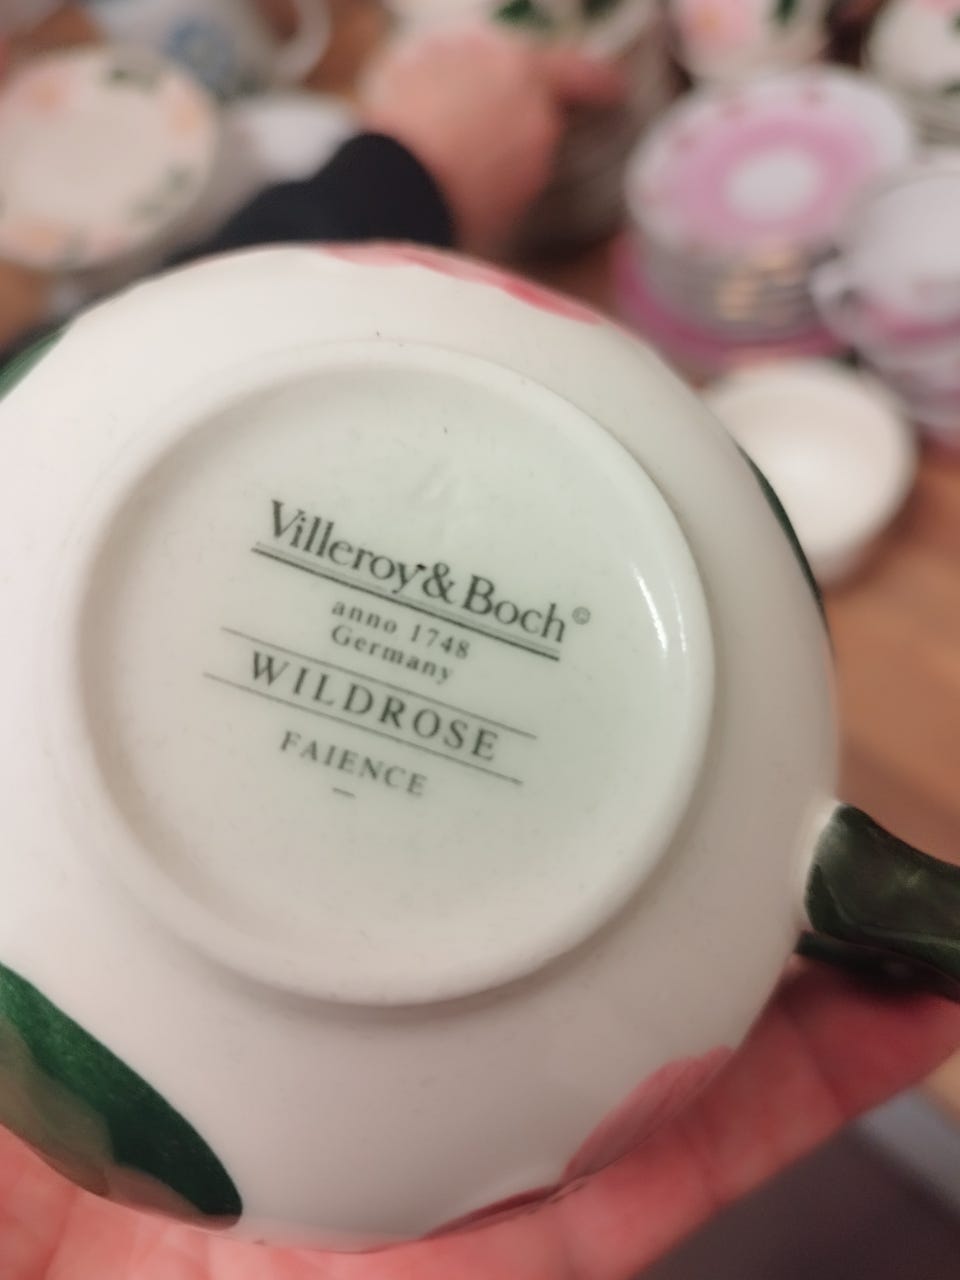 Villeroy & Boch©
anno 1748
Germany
WILDROSE
FAIENCE